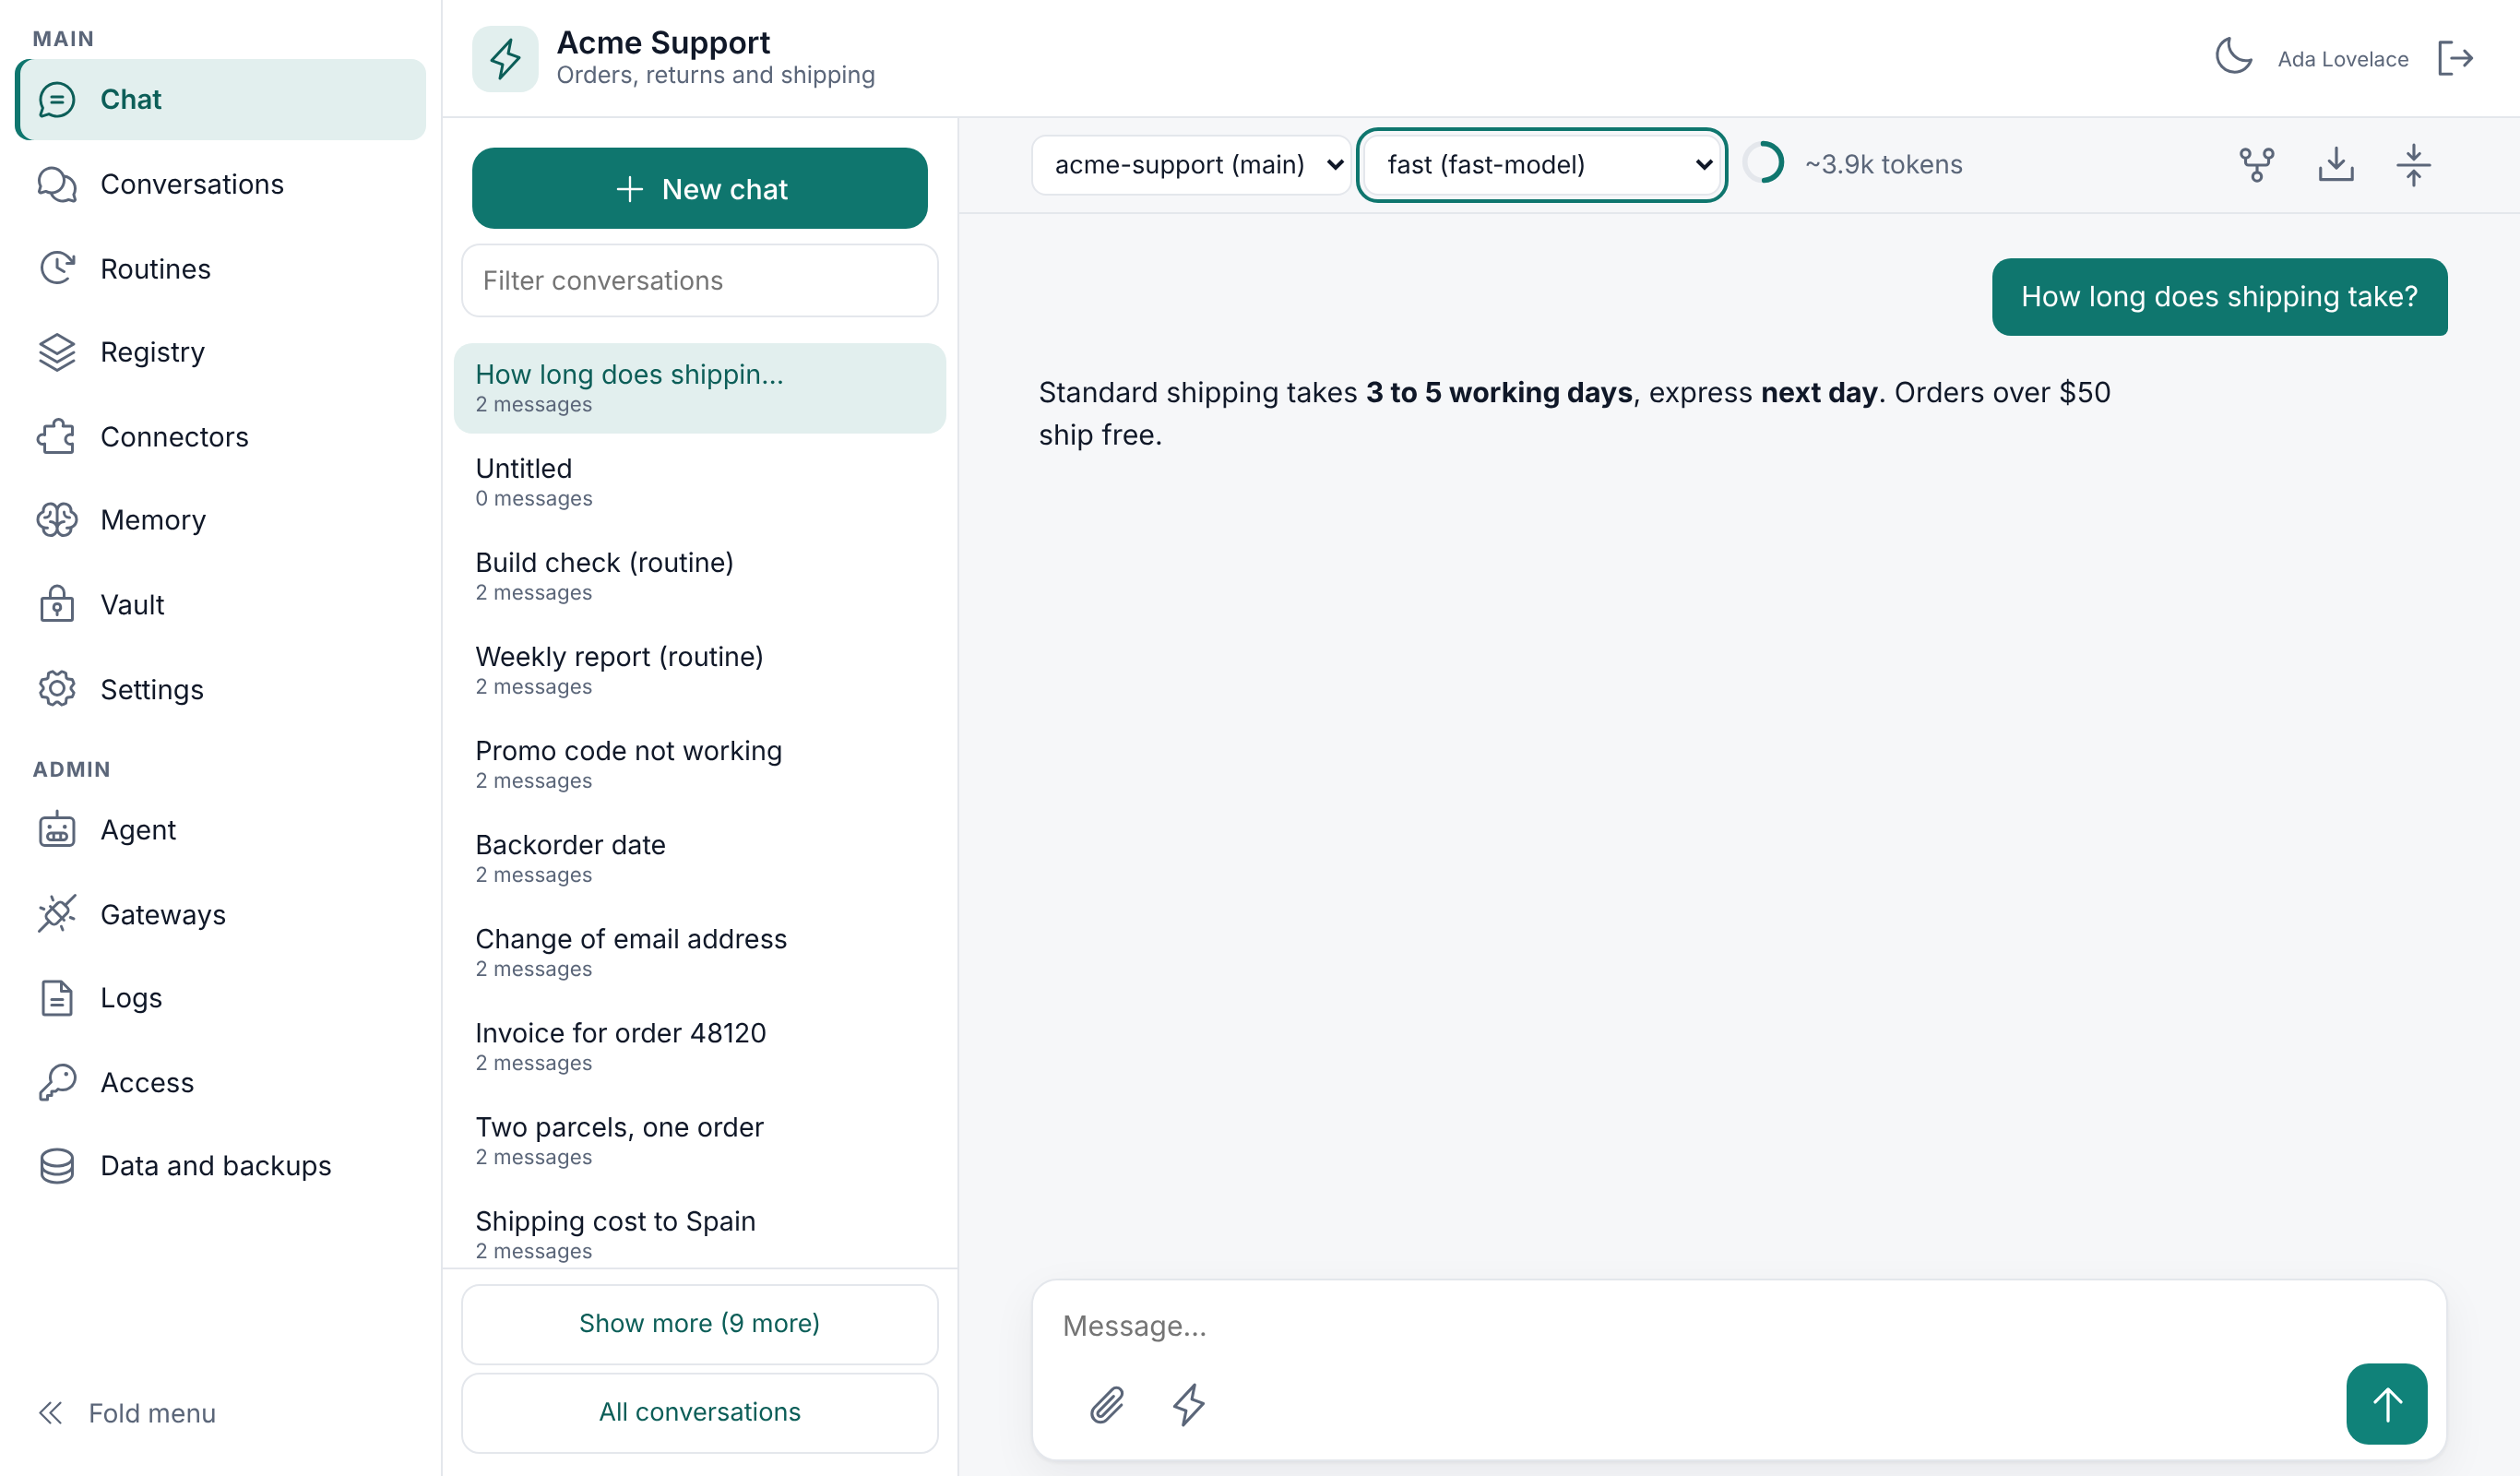 MAIN
Chat
Conversations
Routines
Registry
Connectors
Memory
Vault
Settings
ADMIN
Agent
Gateways
Logs
Access
Data and backups
Fold menu
Acme Support
Orders, returns and shipping
Ada Lovelace
New chat
Filter conversations
How long does shippin...
2 messages
Untitled
0 messages
Build check (routine)
2 messages
Weekly report (routine)
2 messages
Promo code not working
2 messages
Backorder date
2 messages
Change of email address
2 messages
Invoice for order 48120
2 messages
Two parcels, one order
2 messages
Shipping cost to Spain
2 messages
Show more (9 more)
All conversations
acme-support (main)
fast (fast-model)
~3.9k tokens
How long does shipping take?
Standard shipping takes 3 to 5 working days, express next day. Orders over $50
ship free.
Message...